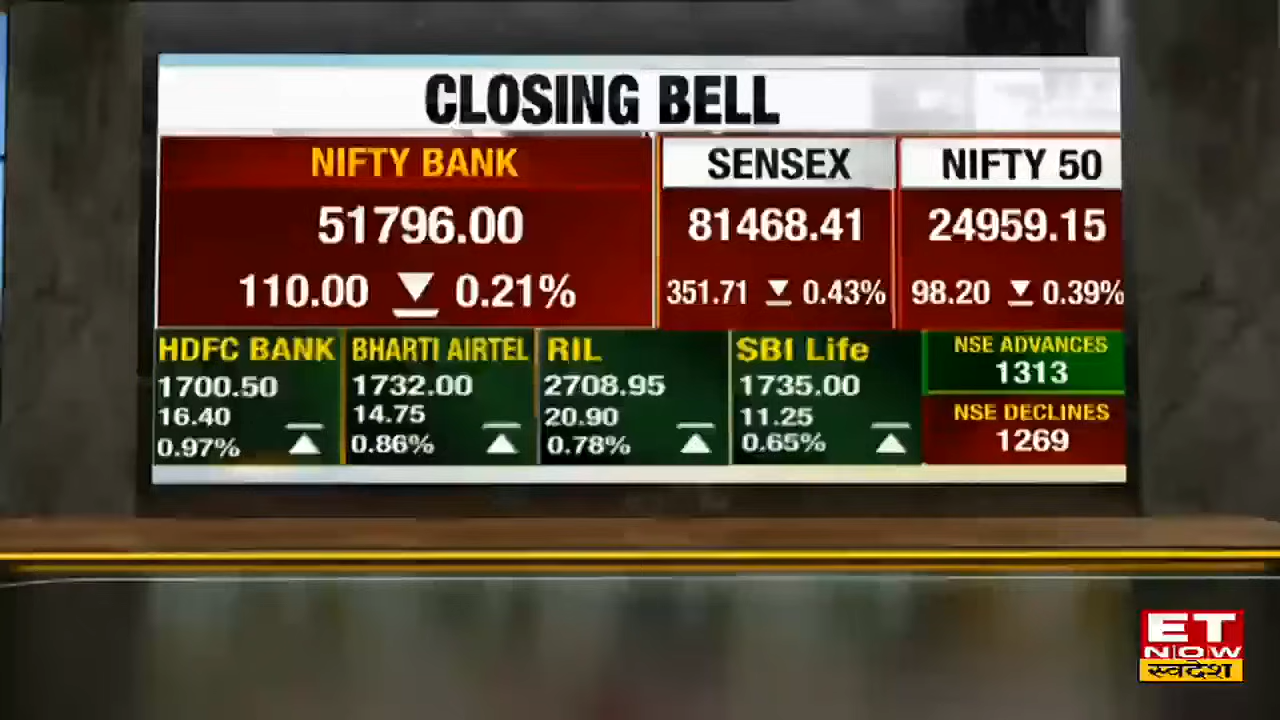 CLOSING BELL
NIFTY BANK
51796.00
110.00 ▼ 0.21%
SENSEX
81468.41
351.71 ▼ 0.43%
NIFTY 50
24959.15
98.20 ▼ 0.39%
HDFC BANK
1700.50
16.40
0.97%
BHARTI AIRTEL
1732.00
14.75
0.86%
RIL
2708.95
20.90
0.78%
SBI Life
1735.00
11.25
0.65%
NSE ADVANCES
1313
NSE DECLINES
1269
ET
NOW
स्वदेश